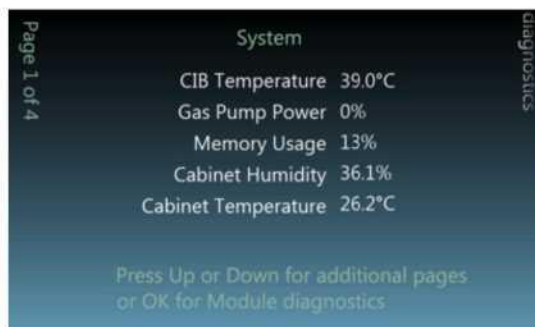 System
Page 1 of 4
diagnostics
CIB Temperature 39.0°C
Gas Pump Power 0%
Memory Usage 13%
Cabinet Humidity 36.1%
Cabinet Temperature 26.2°C
Press Up or Down for additional pages
or OK for Module diagnostics